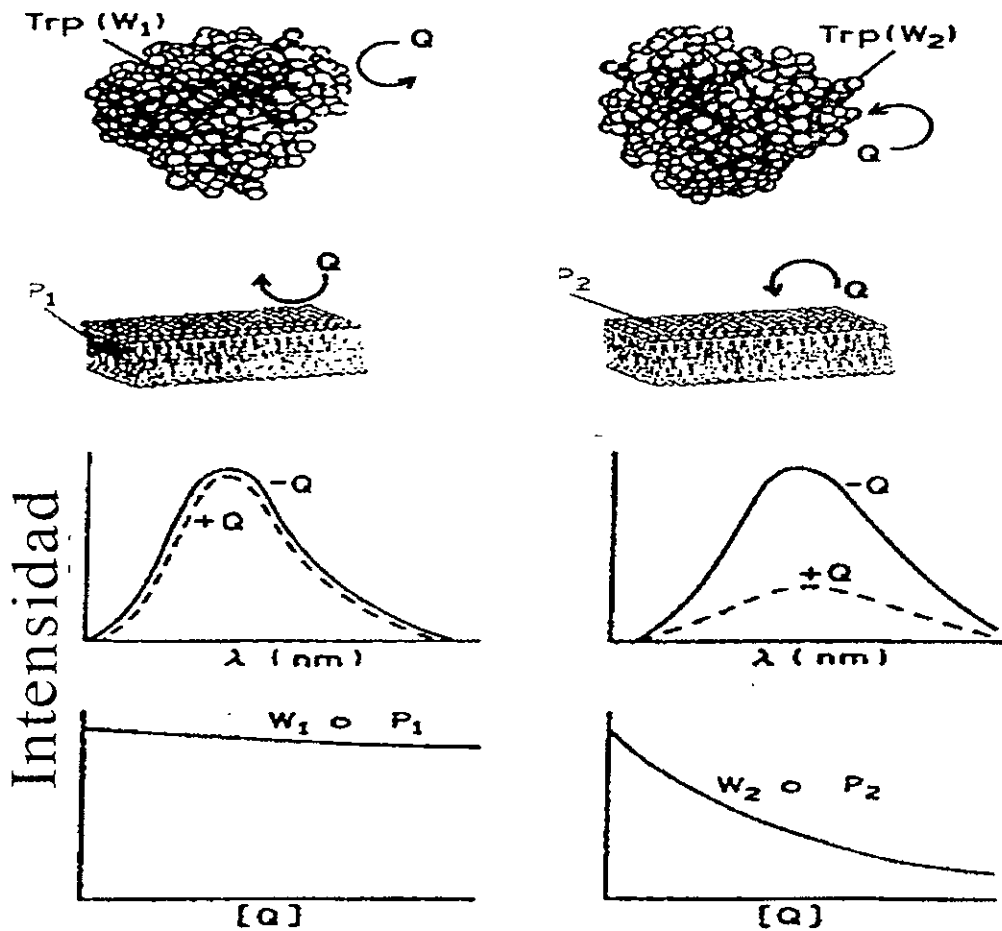 Trp (W₁)
Q
Trp (W₂)
Q
P₁
Q
P₂
Q
Intensidad
-Q
+Q
λ (nm)
-Q
+Q
λ (nm)
W₁ o P₁
[Q]
W₂ o P₂
[Q]